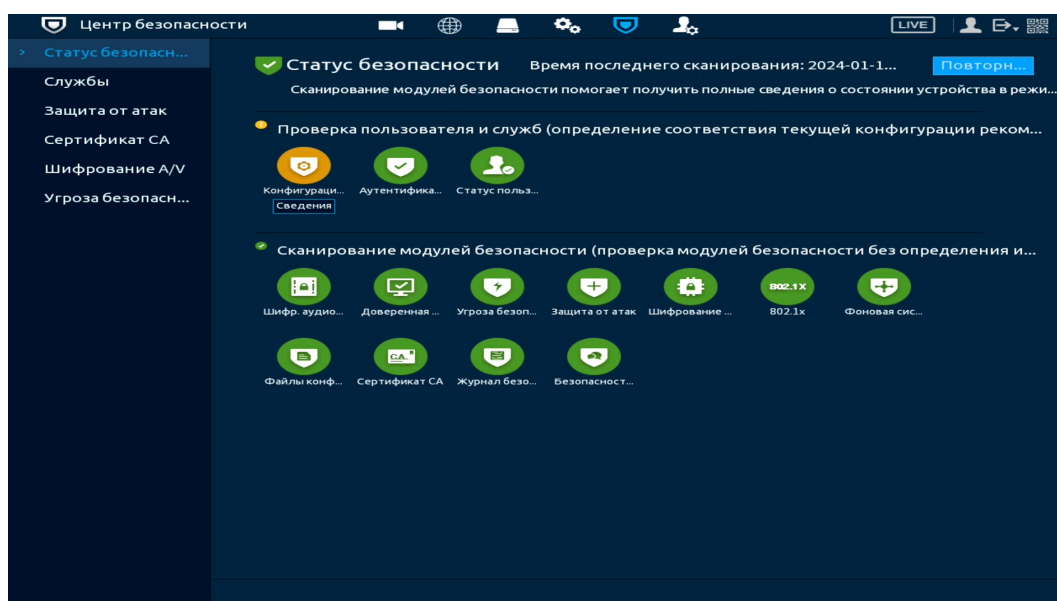 Центр безопасности
LIVE
Статус безопасн...
Службы
Защита от атак
Сертификат CA
Шифрование A/V
Угроза безопасн...
Статус безопасности Время последнего сканирования: 2024-01-1... Повторн...
Сканирование модулей безопасности помогает получить полные сведения о состоянии устройства в режи...
Проверка пользователя и служб (определение соответствия текущей конфигурации реком...
Конфигураци... Аутентифика... Статус польз...
Сведения
Сканирование модулей безопасности (проверка модулей безопасности без определения и...
802.1X
Шифр. аудио... Доверенная ... Угроза безоп... Защита от атак Шифрование ... 802.1x Фоновая сис...
CA
Файлы конф... Сертификат CA Журнал безо... Безопасност...